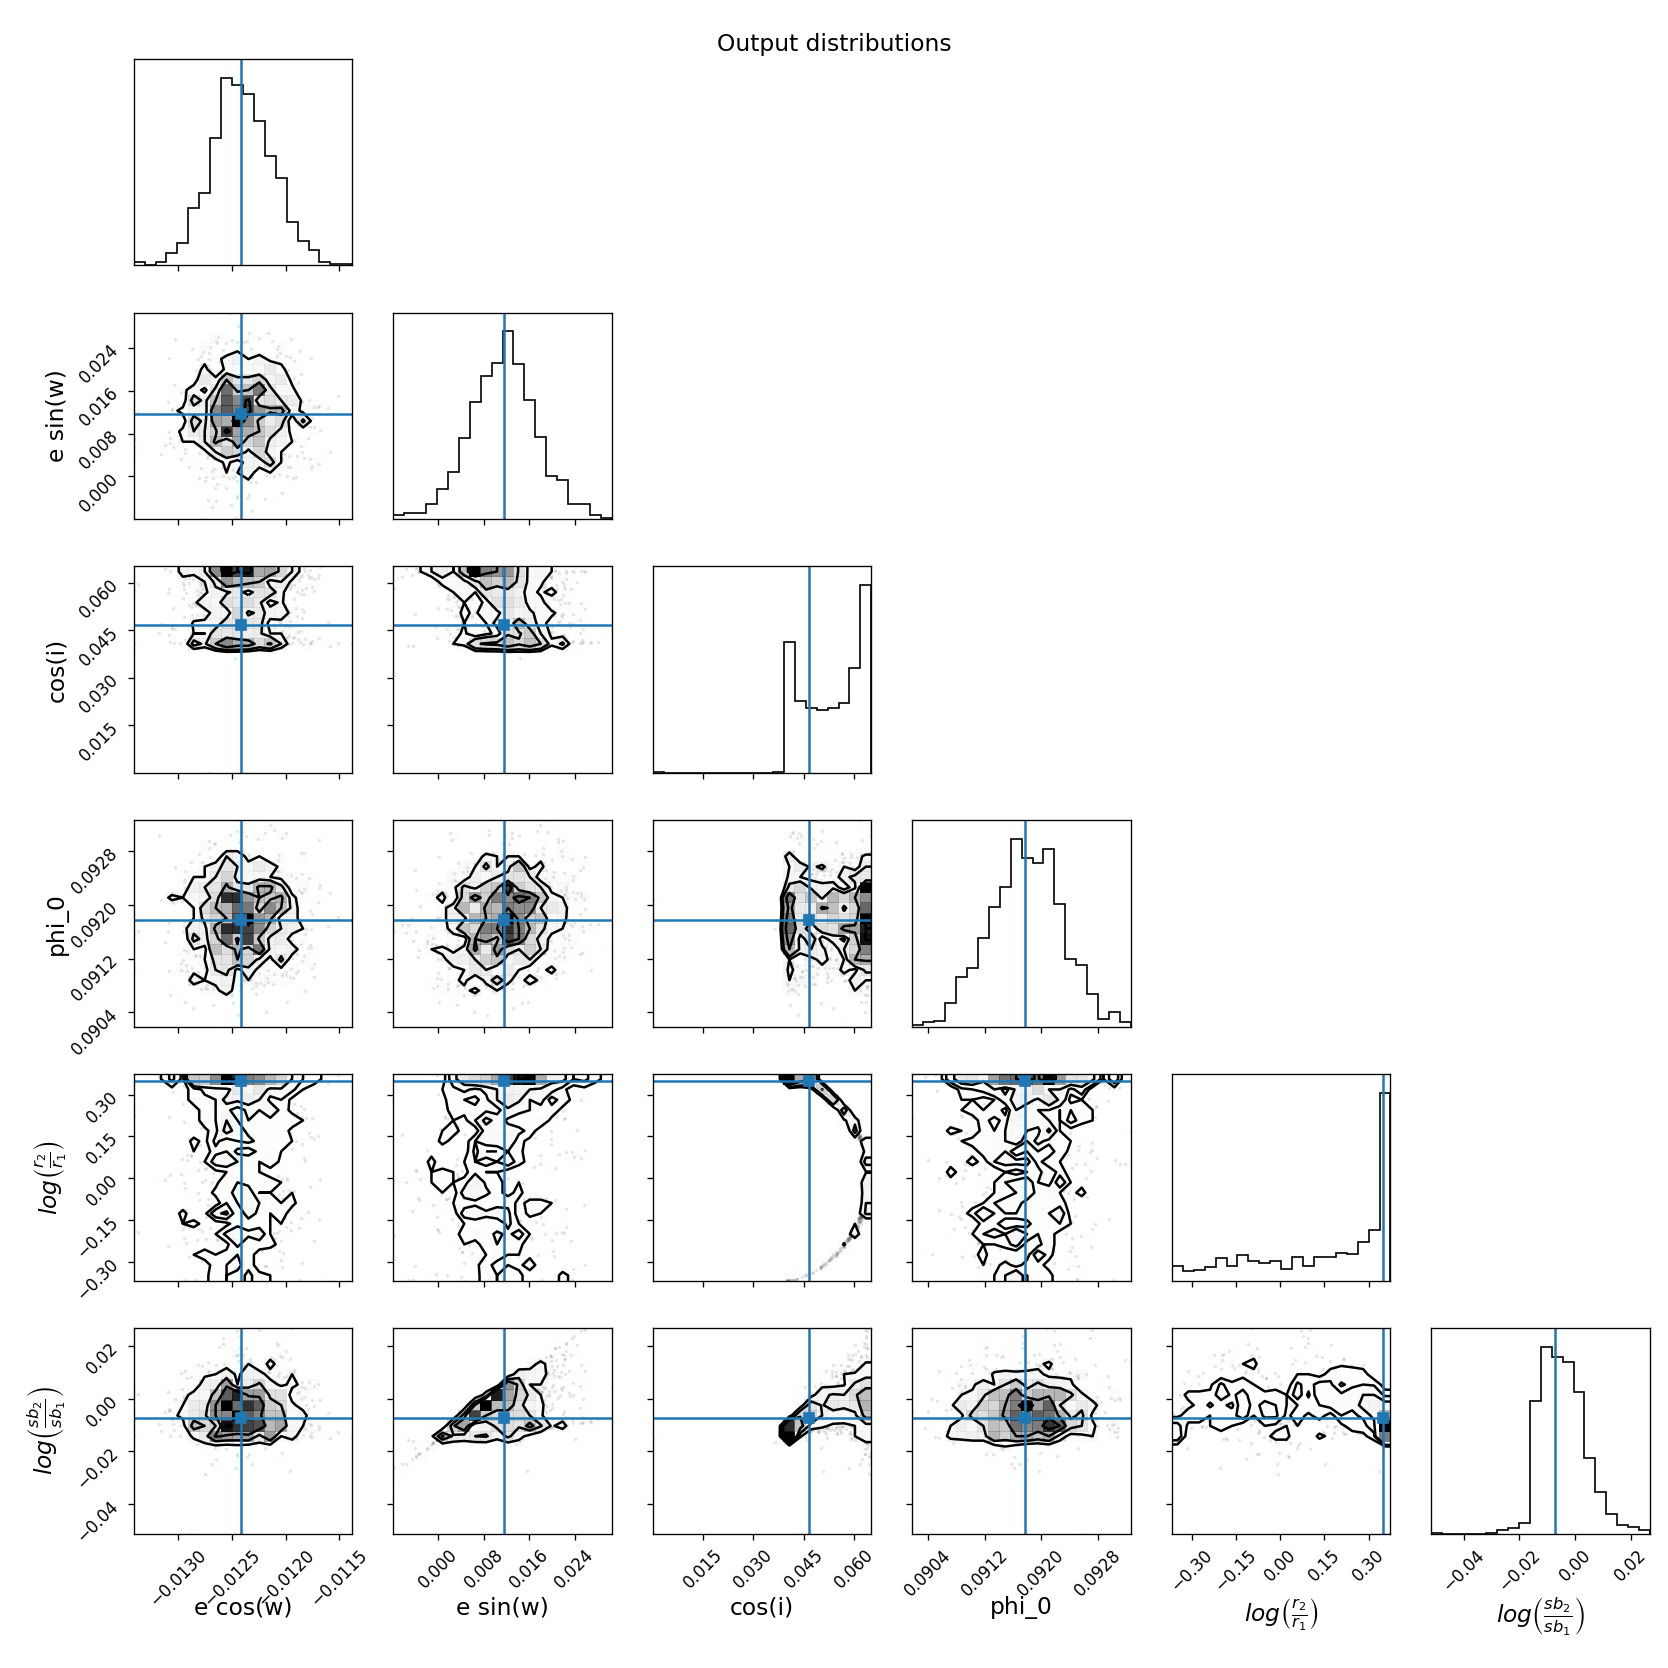 Output distributions
e sin(w)
0.024
0.016
0.008
0.000
cos(i)
0.060
0.045
0.030
0.015
phi_0
0.0928
0.0920
0.0912
0.0904
log(r₂/r₁)
0.30
0.15
0.00
−0.15
−0.30
log(sb₂/sb₁)
0.02
0.00
−0.02
−0.04
−0.0130 −0.0125 −0.0120 −0.0115
e cos(w)
0.000 0.008 0.016 0.024
e sin(w)
0.015 0.030 0.045 0.060
cos(i)
0.0904 0.0912 0.0920 0.0928
phi_0
−0.30 −0.15 0.00 0.15 0.30
log(r₂/r₁)
−0.04 −0.02 0.00 0.02
log(sb₂/sb₁)